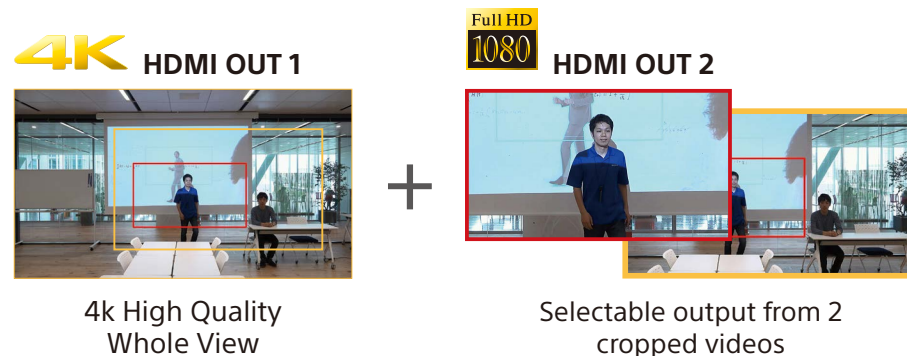 4K HDMI OUT 1
Full HD
1080 HDMI OUT 2
4k High Quality
Whole View
Selectable output from 2
cropped videos